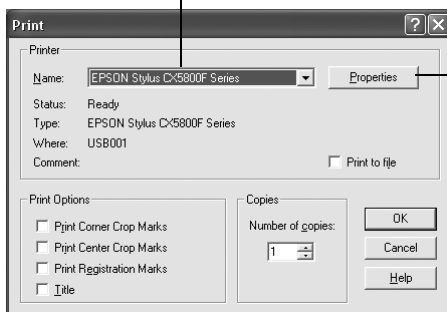 Print
Printer
Name: EPSON Stylus CX5800F Series Properties
Status: Ready
Type: EPSON Stylus CX5800F Series
Where: USB001
Comment: Print to file
Print Options
Print Corner Crop Marks
Print Center Crop Marks
Print Registration Marks
Title
Copies
Number of copies:
1
OK
Cancel
Help